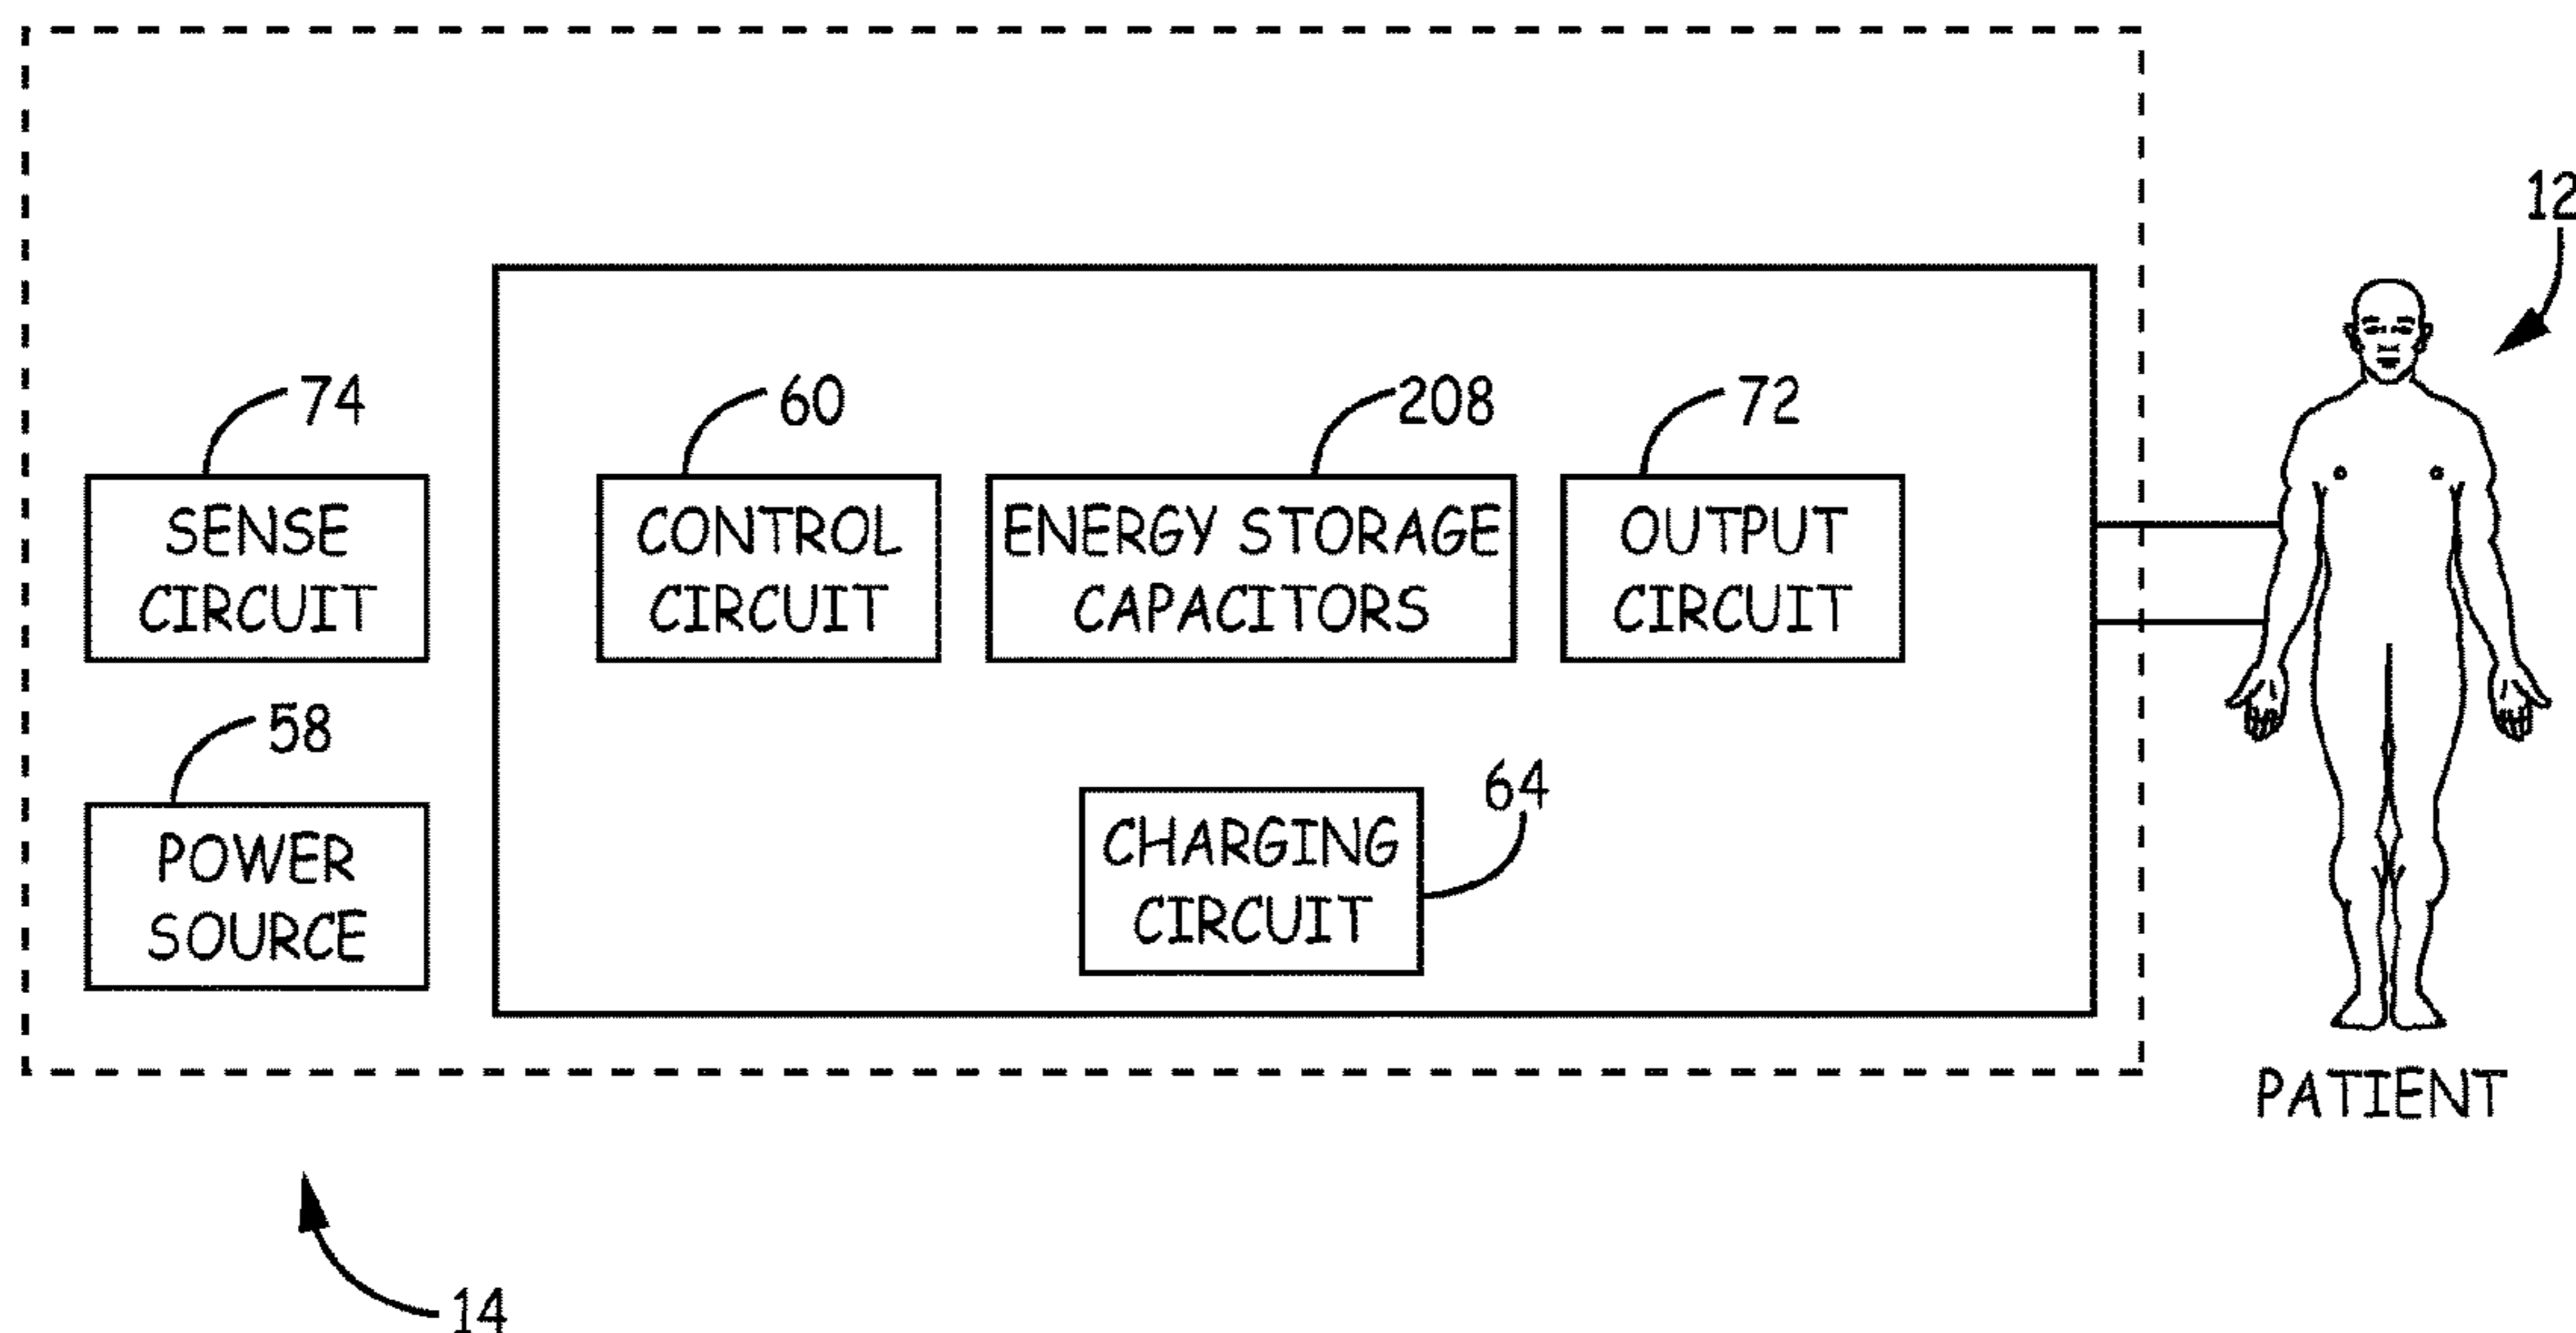 12
74
60
208
72
SENSE
CIRCUIT
CONTROL
CIRCUIT
ENERGY STORAGE
CAPACITORS
OUTPUT
CIRCUIT
58
POWER
SOURCE
64
CHARGING
CIRCUIT
PATIENT
14